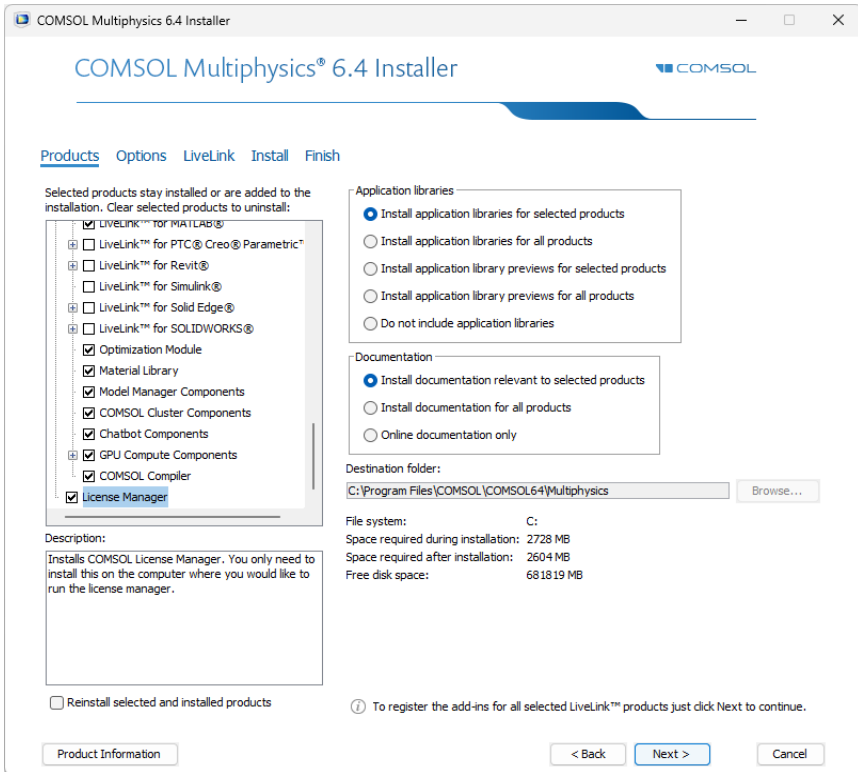 COMSOL Multiphysics 6.4 Installer
COMSOL Multiphysics® 6.4 Installer
COMSOL
Products Options LiveLink Install Finish
Selected products stay installed or are added to the
installation. Clear selected products to uninstall:
LiveLink™ for MATLAB®
LiveLink™ for PTC® Creo® Parametric™
LiveLink™ for Revit®
LiveLink™ for Simulink®
LiveLink™ for Solid Edge®
LiveLink™ for SOLIDWORKS®
Optimization Module
Material Library
Model Manager Components
COMSOL Cluster Components
Chatbot Components
GPU Compute Components
COMSOL Compiler
License Manager
Description:
Installs COMSOL License Manager. You only need to
install this on the computer where you would like to
run the license manager.
Reinstall selected and installed products
Application libraries
Install application libraries for selected products
Install application libraries for all products
Install application library previews for selected products
Install application library previews for all products
Do not include application libraries
Documentation
Install documentation relevant to selected products
Install documentation for all products
Online documentation only
Destination folder:
C:\Program Files\COMSOL\COMSOL64\Multiphysics Browse...
File system: C:
Space required during installation: 2728 MB
Space required after installation: 2604 MB
Free disk space: 681819 MB
To register the add-ins for all selected LiveLink™ products just click Next to continue.
Product Information < Back Next > Cancel